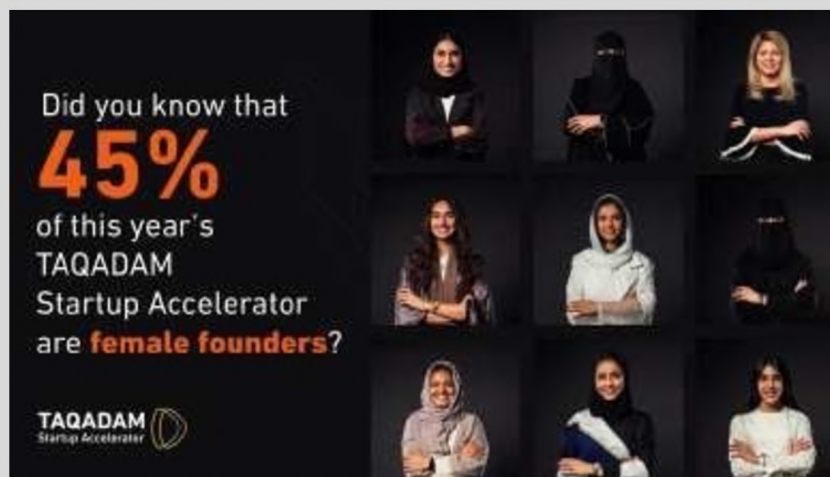 Did you know that
45%
of this year's
TAQADAM
Startup Accelerator
are female founders?
TAQADAM
Startup Accelerator